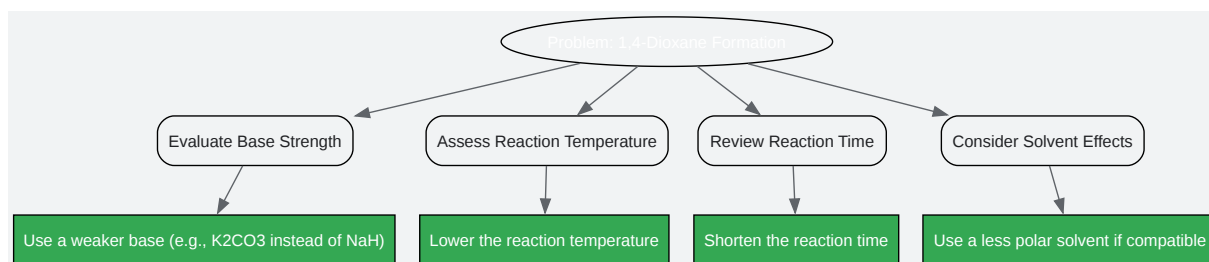 Problem: 1,4-Dioxane Formation
Evaluate Base Strength
Assess Reaction Temperature
Review Reaction Time
Consider Solvent Effects
Use a weaker base (e.g., K2CO3 instead of NaH)
Lower the reaction temperature
Shorten the reaction time
Use a less polar solvent if compatible